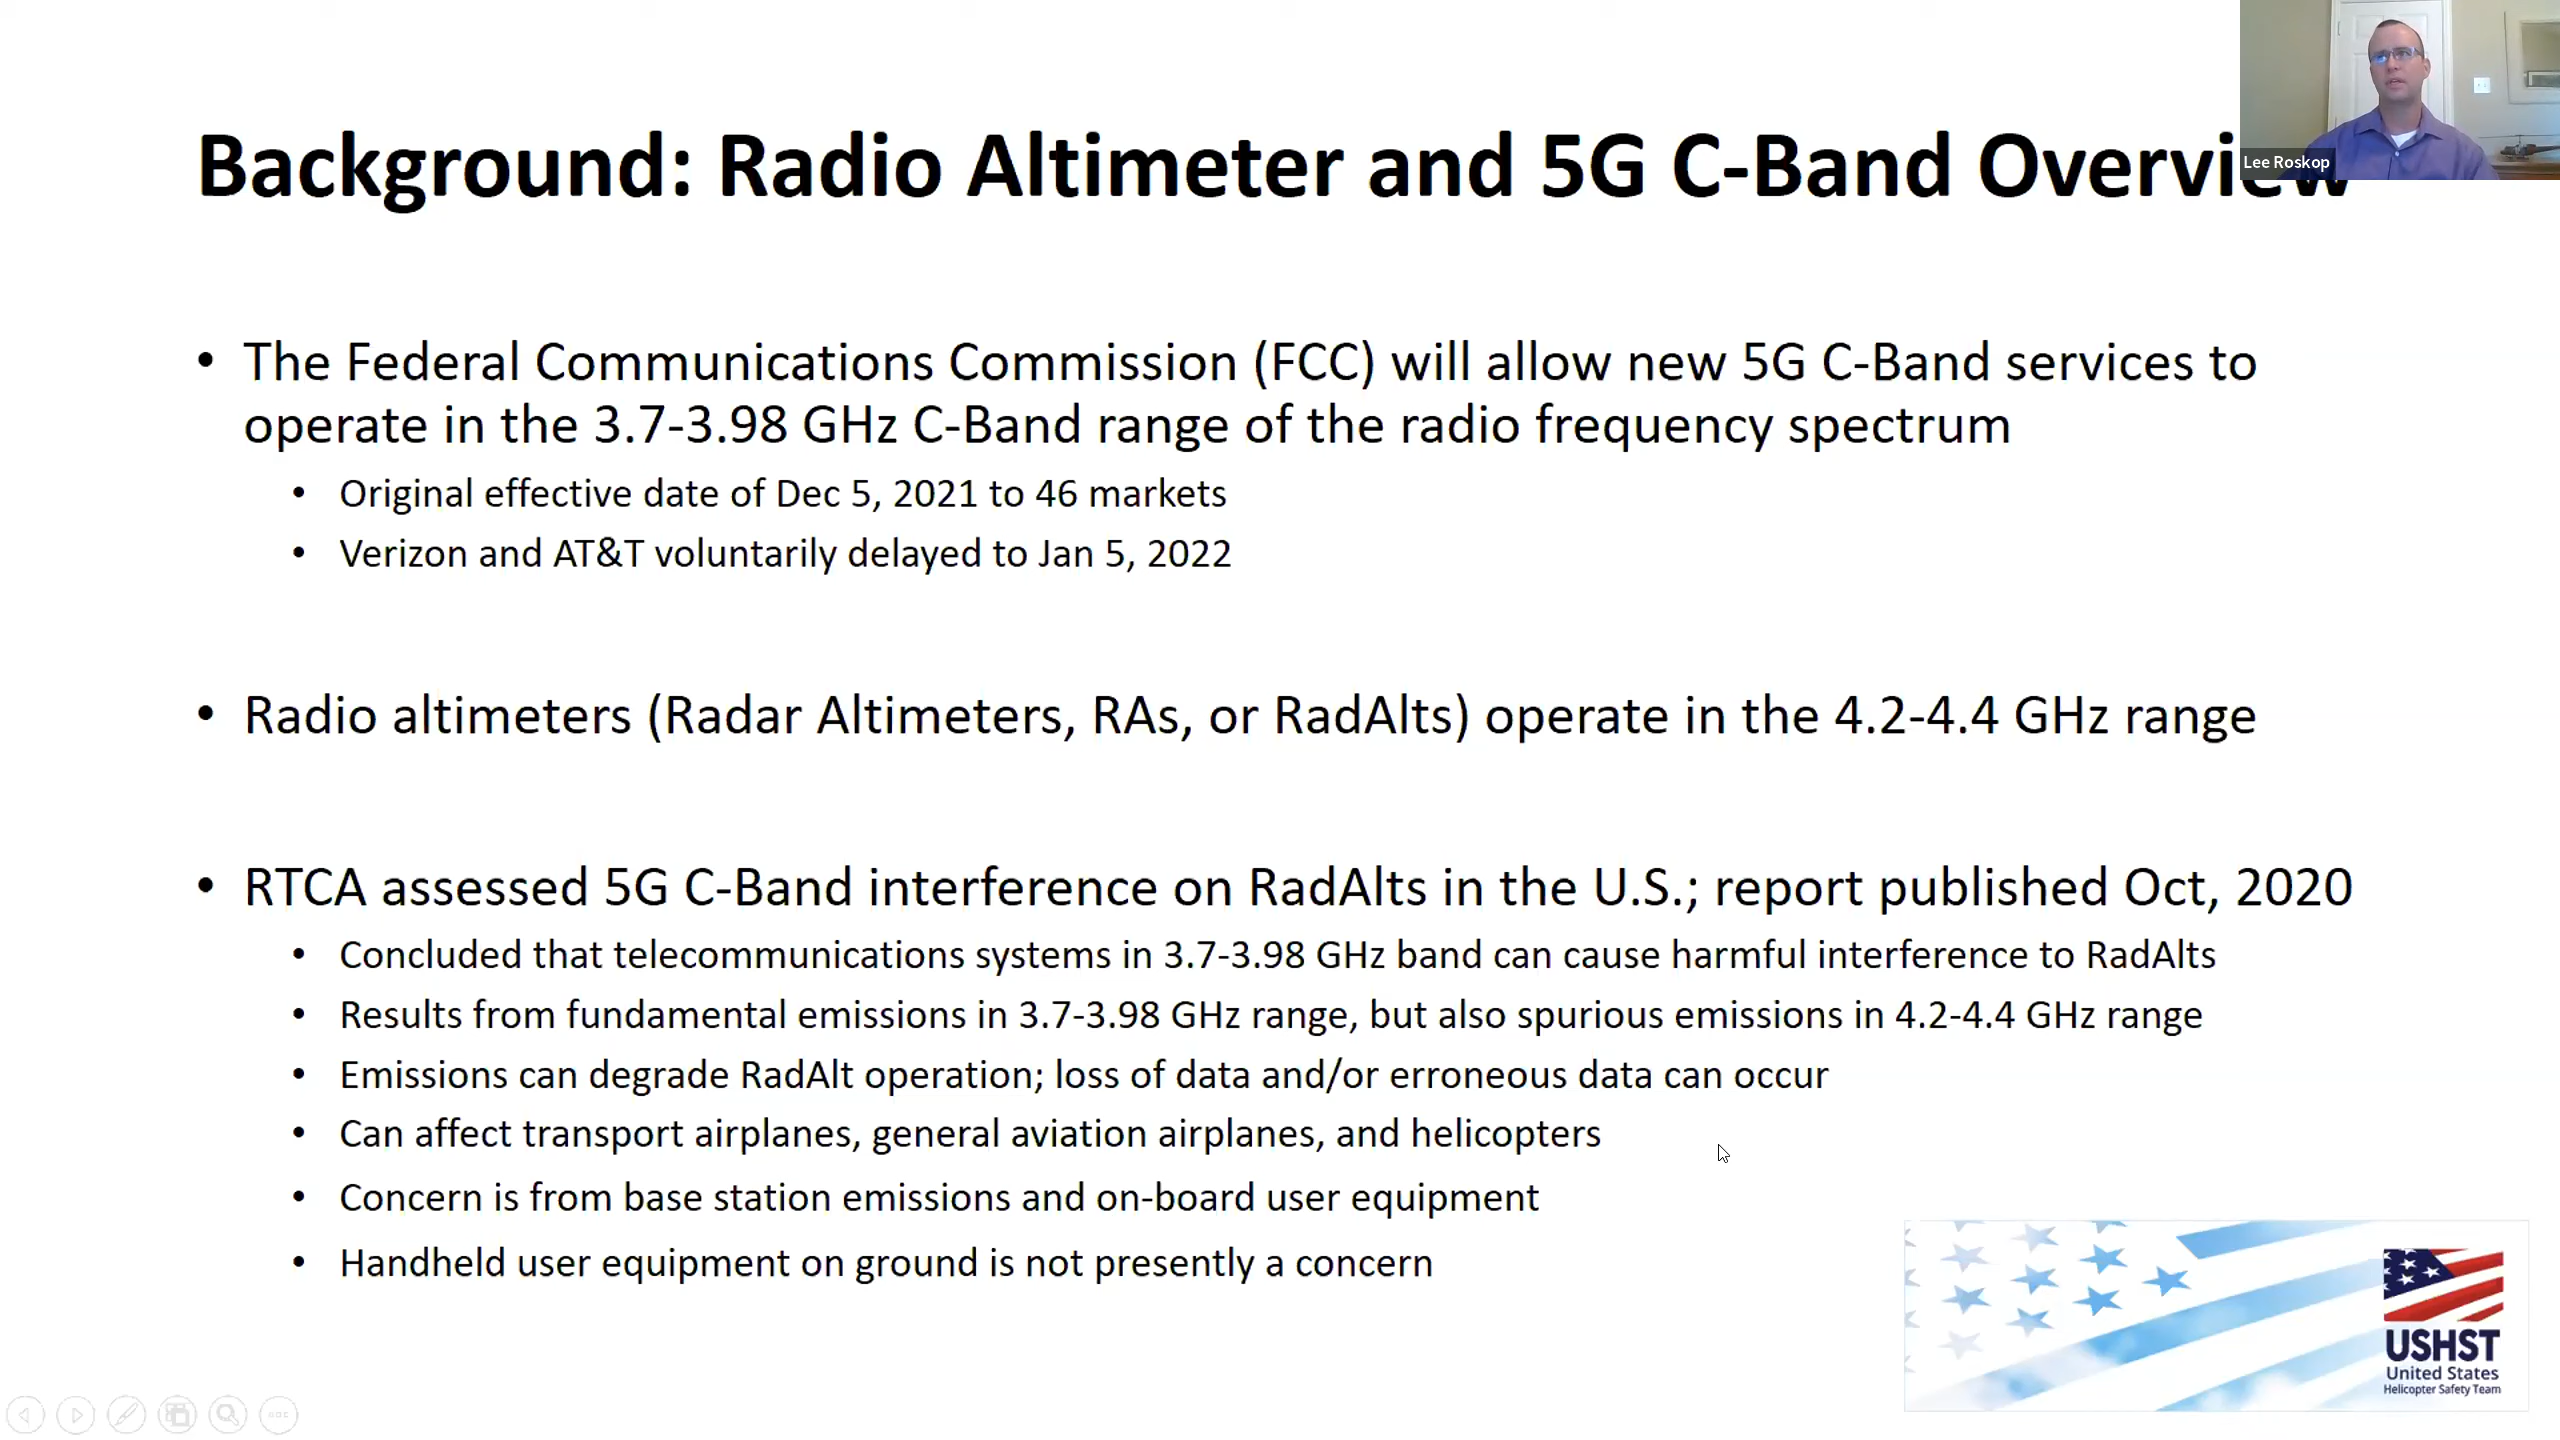 Lee Roskop
Background: Radio Altimeter and 5G C-Band Overview
• The Federal Communications Commission (FCC) will allow new 5G C-Band services to
operate in the 3.7-3.98 GHz C-Band range of the radio frequency spectrum
• Original effective date of Dec 5, 2021 to 46 markets
• Verizon and AT&T voluntarily delayed to Jan 5, 2022
• Radio altimeters (Radar Altimeters, RAs, or RadAlts) operate in the 4.2-4.4 GHz range
• RTCA assessed 5G C-Band interference on RadAlts in the U.S.; report published Oct, 2020
• Concluded that telecommunications systems in 3.7-3.98 GHz band can cause harmful interference to RadAlts
• Results from fundamental emissions in 3.7-3.98 GHz range, but also spurious emissions in 4.2-4.4 GHz range
• Emissions can degrade RadAlt operation; loss of data and/or erroneous data can occur
• Can affect transport airplanes, general aviation airplanes, and helicopters
• Concern is from base station emissions and on-board user equipment
• Handheld user equipment on ground is not presently a concern
USHST
United States
Helicopter Safety Team